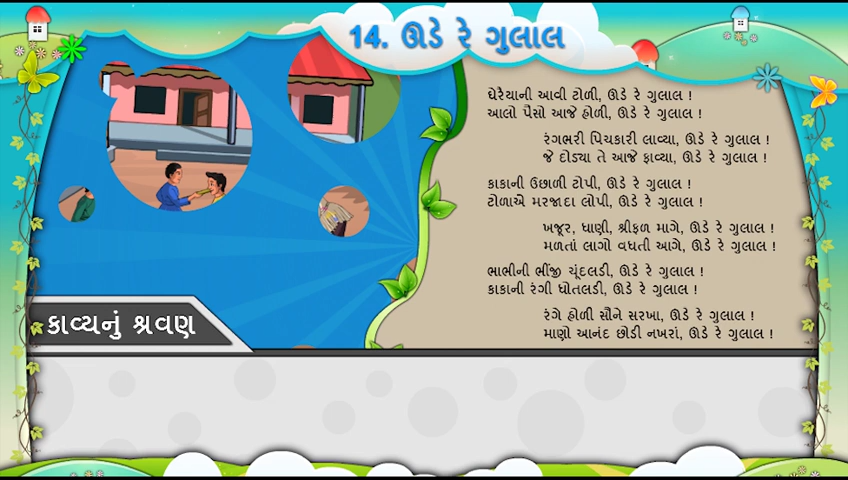 14. ઊડે રે ગુલાલ
ઘેરૈયાની આવી ટોળી, ઊડે રે ગુલાલ !
આલો પૈસો આજે હોળી, ઊડે રે ગુલાલ !
રંગભરી પિચકારી લાવ્યા, ઊડે રે ગુલાલ !
જે દોડ્યા તે આજે ફાવ્યા, ઊડે રે ગુલાલ !
કાકાની ઉછાળી ટોપી, ઊડે રે ગુલાલ !
ટોળાએ મરજાદા લોપી, ઊડે રે ગુલાલ !
ખજૂર, ધાણી, શ્રીફળ માગે, ઊડે રે ગુલાલ !
મળતાં લાગો વધતી આગે, ઊડે રે ગુલાલ !
ભાભીની ભીંજી ચૂંદલડી, ઊડે રે ગુલાલ !
કાકાની રંગી ધોતલડી, ઊડે રે ગુલાલ !
રંગે હોળી સૌને સરખા, ઊડે રે ગુલાલ !
માણો આનંદ છોડી નખરાં, ઊડે રે ગુલાલ !
કાવ્યનું શ્રવણ